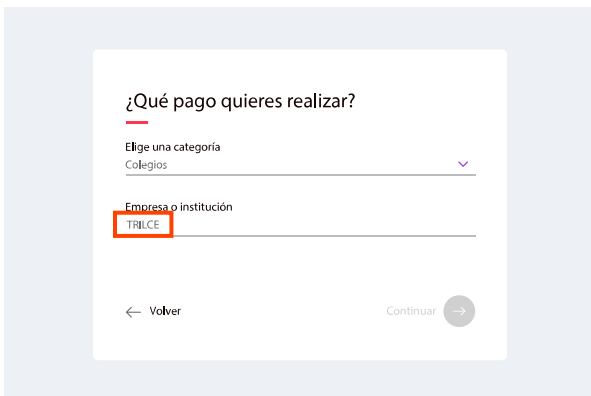 ¿Qué pago quieres realizar?
Elige una categoría
Colegios
Empresa o institución
TRILCE
Volver
Continuar